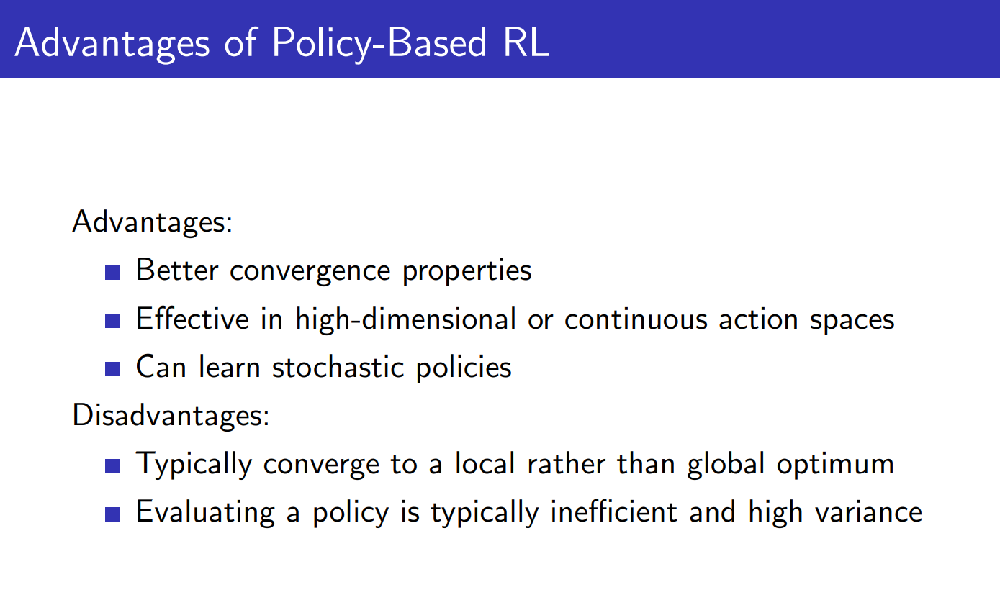 Advantages of Policy-Based RL
Advantages:
Better convergence properties
Effective in high-dimensional or continuous action spaces
Can learn stochastic policies
Disadvantages:
Typically converge to a local rather than global optimum
Evaluating a policy is typically inefficient and high variance